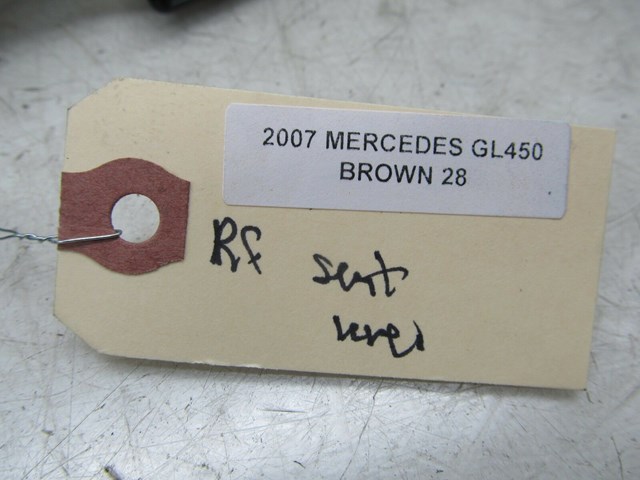 2007 MERCEDES GL450
BROWN 28
Rf seat